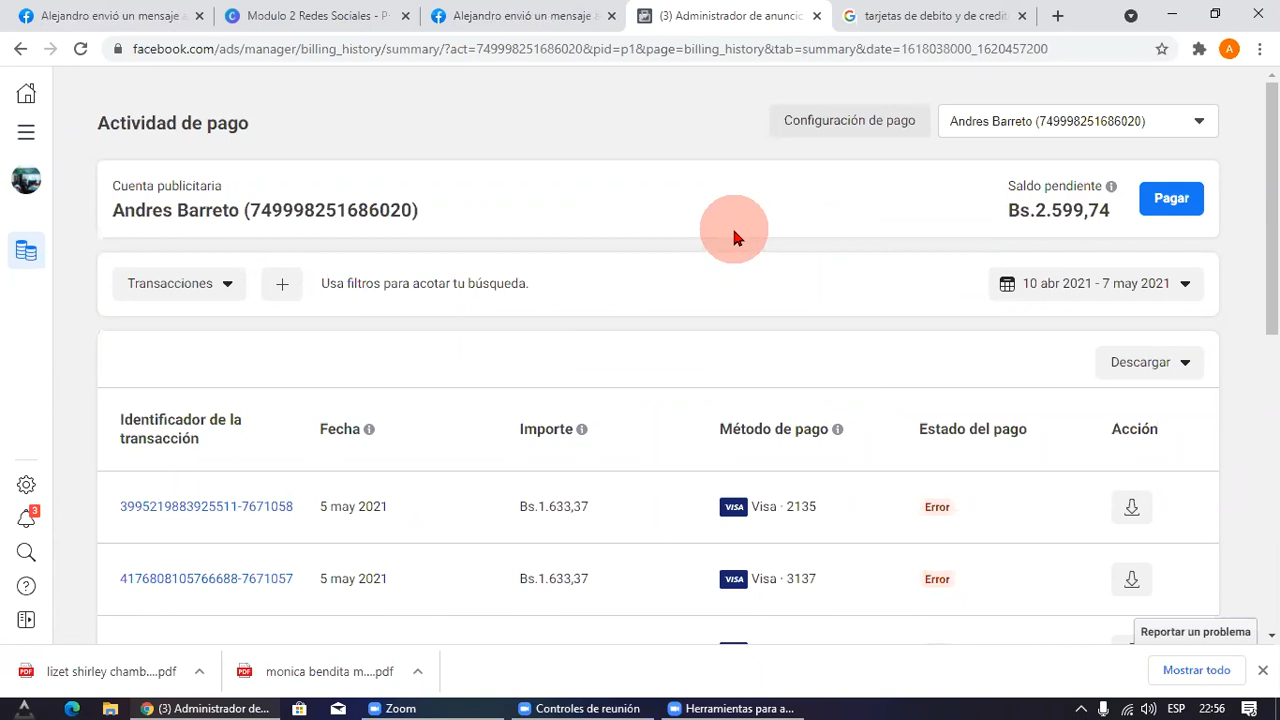 Alejandro envió un mensaje a
Modulo 2 Redes Sociales - P
Alejandro envió un mensaje a
(3) Administrador de anuncio
tarjetas de debito y de credit
facebook.com/ads/manager/billing_history/summary/?act=749998251686020&pid=p1&page=billing_history&tab=summary&date=1618038000_1620457200
A
Actividad de pago
Configuración de pago
Andres Barreto (749998251686020)
Cuenta publicitaria
Andres Barreto (749998251686020)
Saldo pendiente
Bs.2.599,74
Pagar
Transacciones
Usa filtros para acotar tu búsqueda.
10 abr 2021 - 7 may 2021
Descargar
Identificador de la transacción
Fecha
Importe
Método de pago
Estado del pago
Acción
3995219883925511-7671058 5 may 2021 Bs.1.633,37 VISA Visa · 2135 Error
4176808105766688-7671057 5 may 2021 Bs.1.633,37 VISA Visa · 3137 Error
3
Reportar un problema
PDF lizet shirley chamb....pdf
PDF monica bendita m....pdf
Mostrar todo
(3) Administrador de...
Zoom
Controles de reunión
Herramientas para a...
ESP
22:56